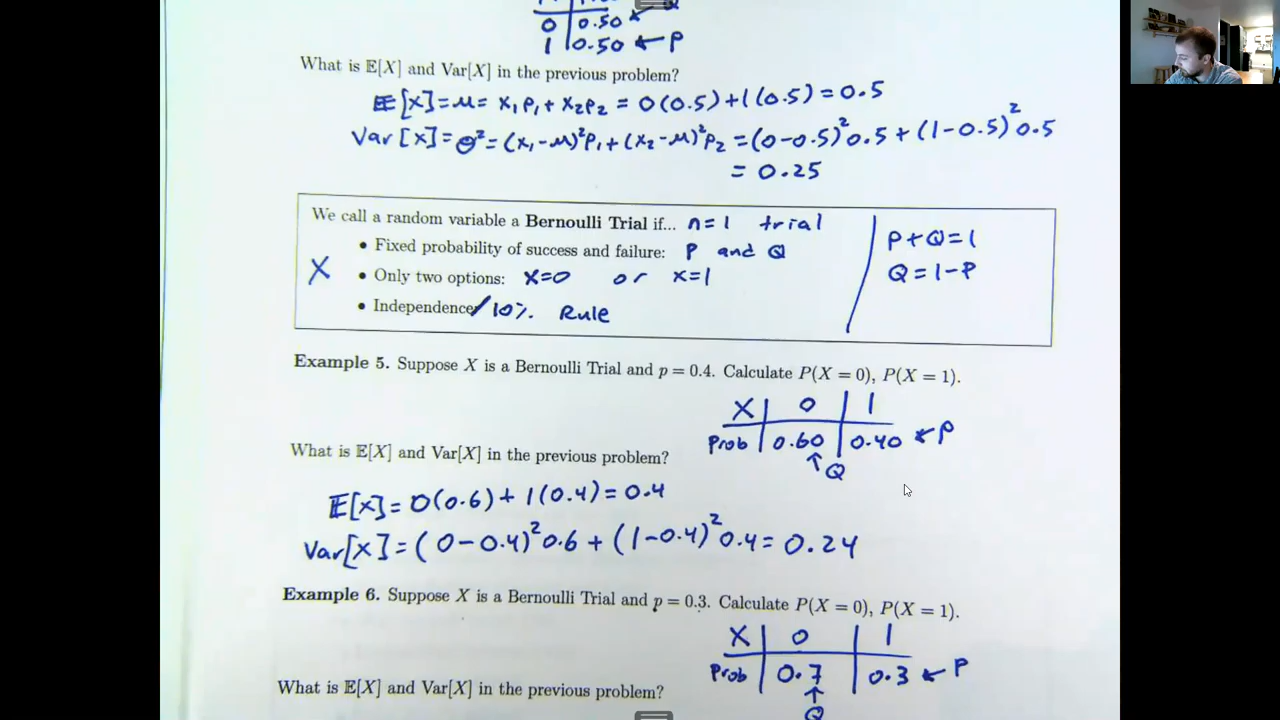 0 | 0.50 ← Q
1 | 0.50 ← P
What is E[X] and Var[X] in the previous problem?
E[X] = μ = x₁p₁ + x₂p₂ = 0(0.5) + 1(0.5) = 0.5
Var[X] = σ² = (x₁-μ)²p₁ + (x₂-μ)²p₂ = (0-0.5)²0.5 + (1-0.5)²0.5
= 0.25
We call a random variable a Bernoulli Trial if... n=1 trial
• Fixed probability of success and failure: P and Q
• Only two options: X=0 or X=1
• Independence/10% Rule
X
P+Q=1
Q=1-P
Example 5. Suppose X is a Bernoulli Trial and p = 0.4. Calculate P(X = 0), P(X = 1).
X | 0 | 1
Prob | 0.60 | 0.40 ← P
↑ Q
What is E[X] and Var[X] in the previous problem?
E[X] = 0(0.6) + 1(0.4) = 0.4
Var[X] = (0-0.4)²0.6 + (1-0.4)²0.4 = 0.24
Example 6. Suppose X is a Bernoulli Trial and p = 0.3. Calculate P(X = 0), P(X = 1).
X | 0 | 1
Prob | 0.7 | 0.3 ← P
↑ Q
What is E[X] and Var[X] in the previous problem?